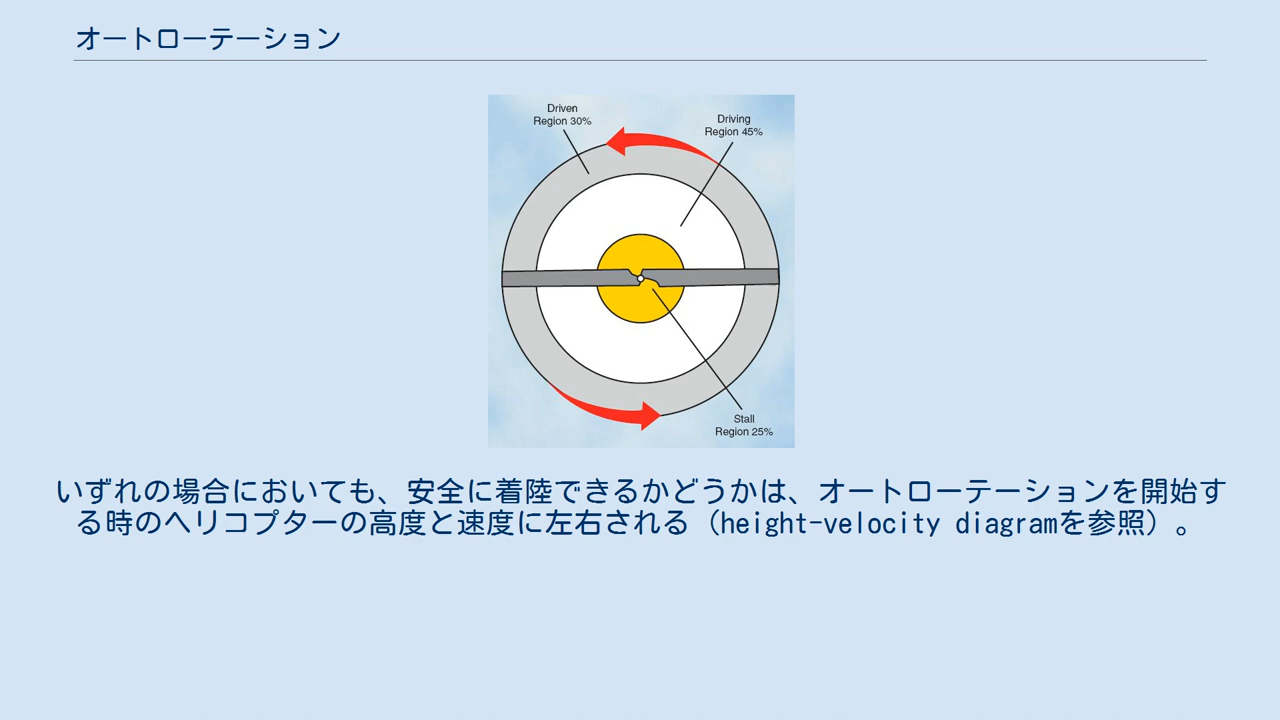 オートローテーション
Driven
Region 30%
Driving
Region 45%
Stall
Region 25%
いずれの場合においても、安全に着陸できるかどうかは、オートローテーションを開始す
る時のヘリコプターの高度と速度に左右される（height-velocity diagramを参照）。